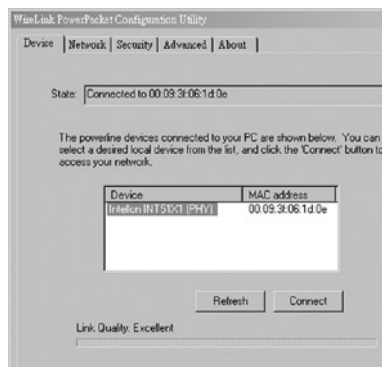 WireLink PowerPacket Configuration Utility
Device Network Security Advanced About
State: Connected to 00:09:3f:06:1d:0e
The powerline devices connected to your PC are shown below. You can
select a desired local device from the list, and click the 'Connect' button to
access your network.
Device MAC address
Intellon INT51X1 (PHY) 00:09:3f:06:1d:0e
Refresh Connect
Link Quality: Excellent